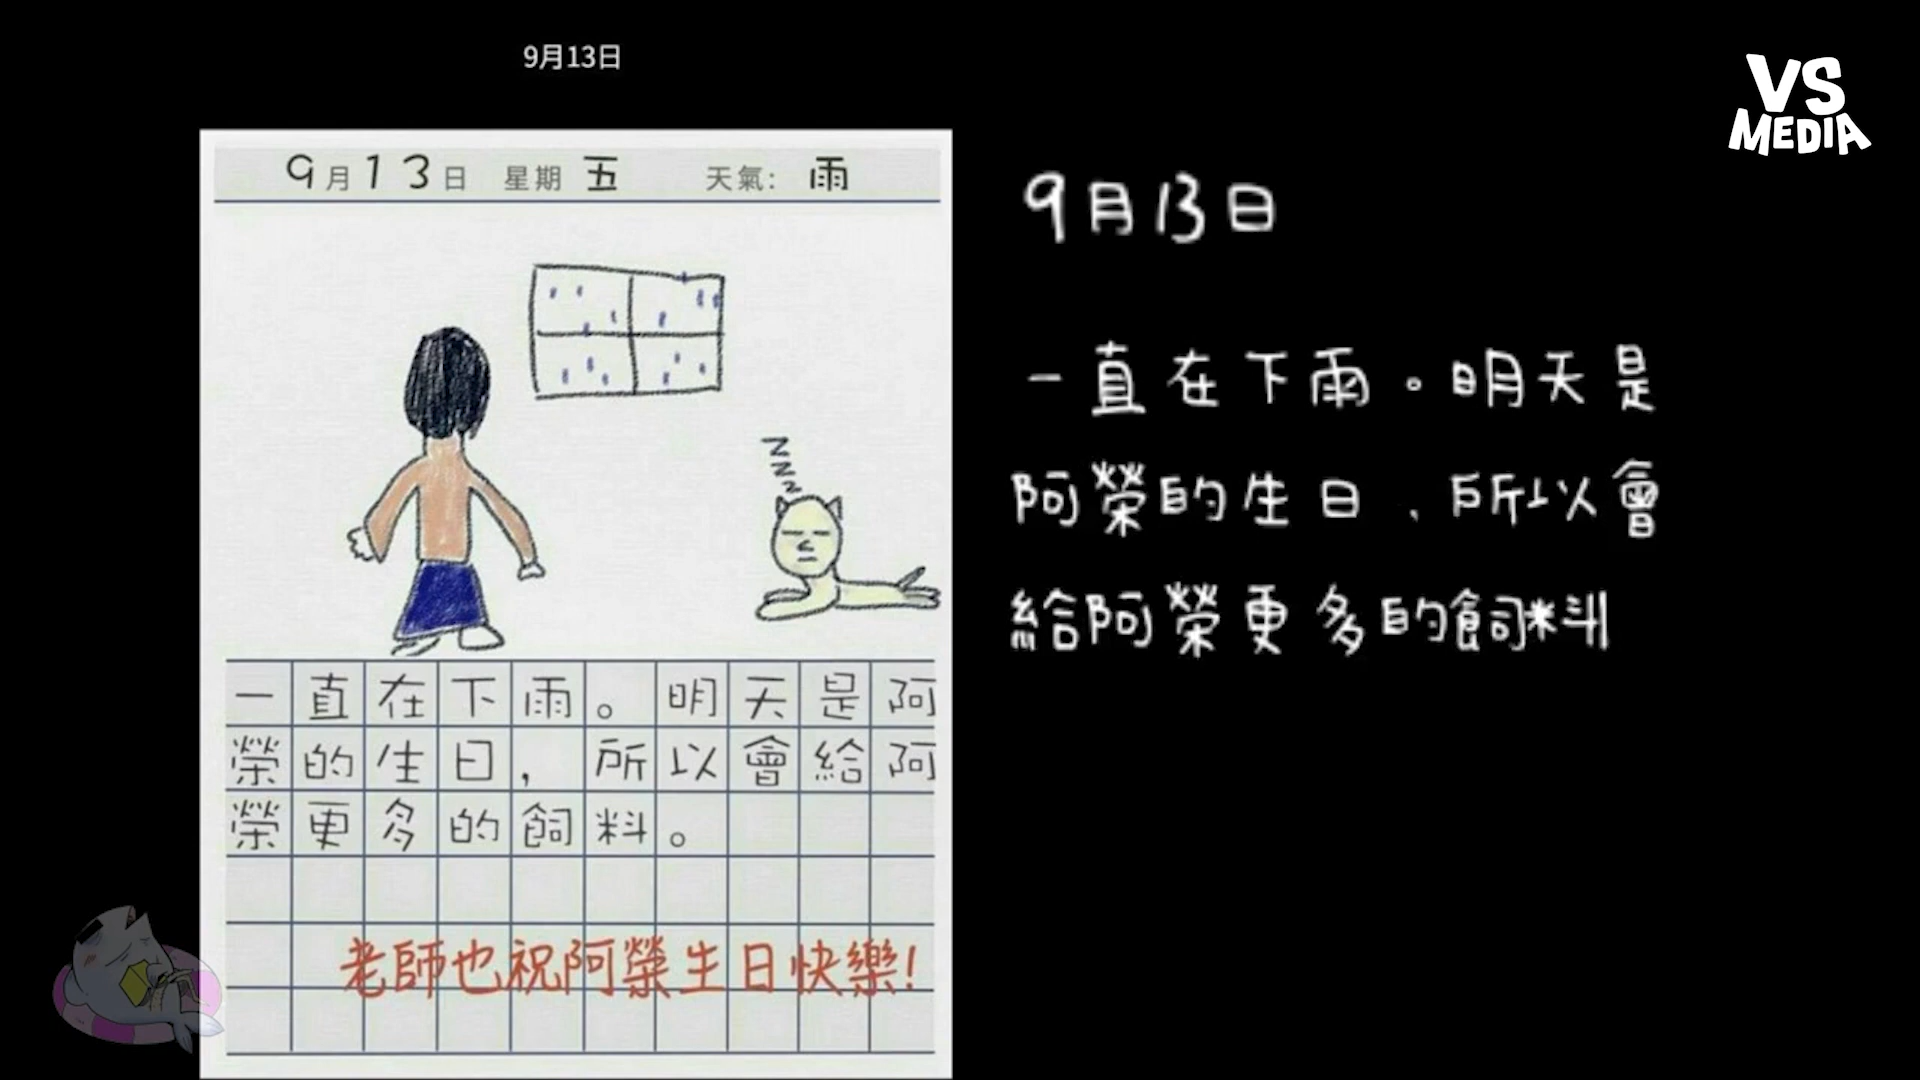 9月13日
VS
MEDIA
9月13日 星期五 天氣: 雨
z
z
z
一直在下雨。明天是阿
榮的生日，所以會給阿
榮更多的飼料。
老師也祝阿榮生日快樂!
9月13日
一直在下雨。明天是
阿榮的生日、所以會
給阿榮更多的飼料